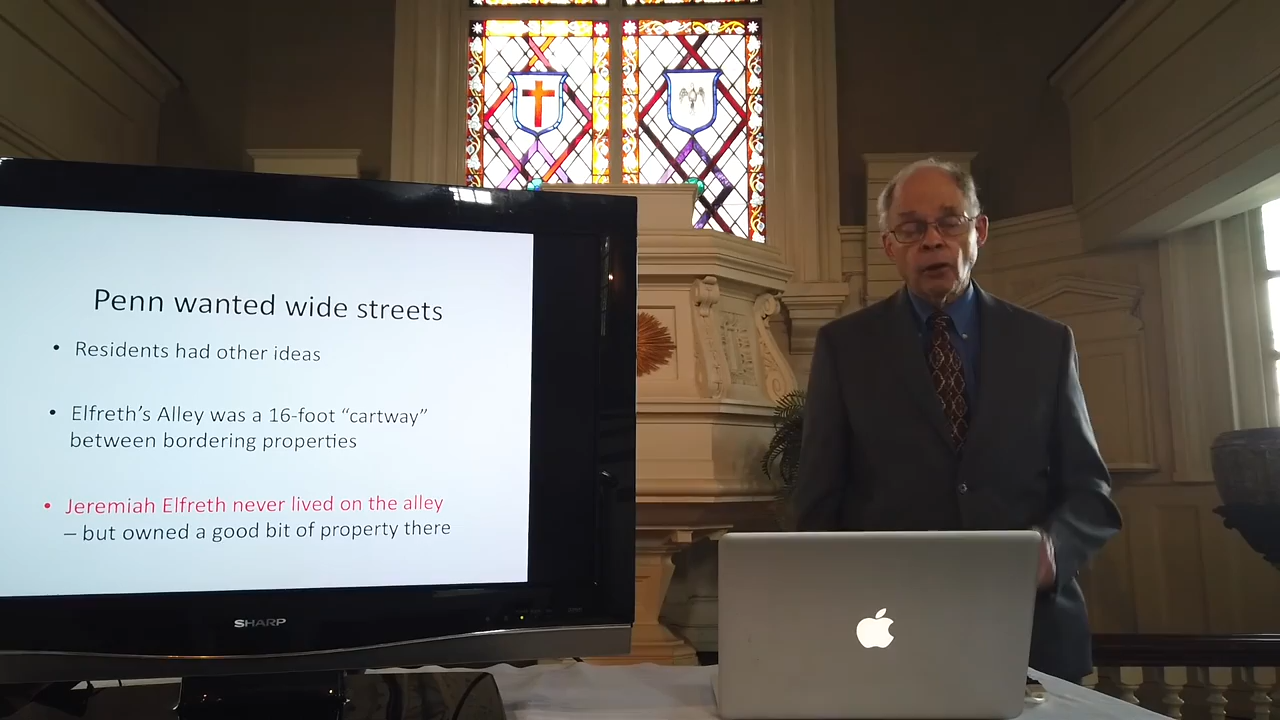 Penn wanted wide streets
• Residents had other ideas
• Elfreth’s Alley was a 16-foot “cartway”
between bordering properties
• Jeremiah Elfreth never lived on the alley
– but owned a good bit of property there
SHARP